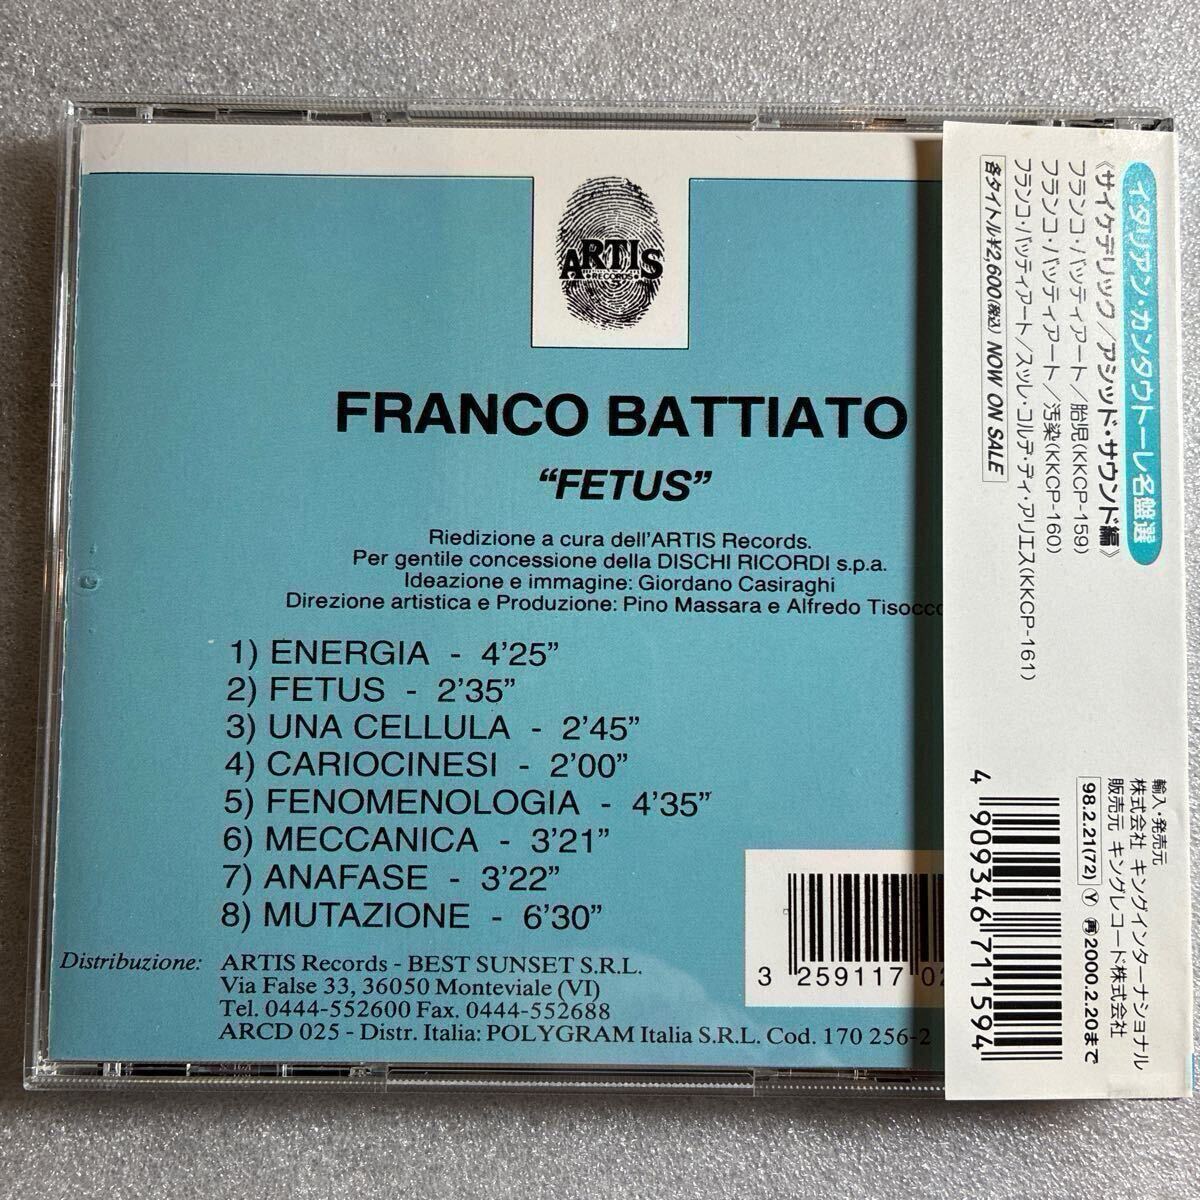 ARTIS
RECORDS
FRANCO BATTIATO
“FETUS”
Riedizione a cura dell'ARTIS Records.
Per gentile concessione della DISCHI RICORDI s.p.a.
Ideazione e immagine: Giordano Casiraghi
Direzione artistica e Produzione: Pino Massara e Alfredo Tisocco
1) ENERGIA - 4'25”
2) FETUS - 2'35”
3) UNA CELLULA - 2'45”
4) CARIOCINESI - 2'00”
5) FENOMENOLOGIA - 4'35”
6) MECCANICA - 3'21”
7) ANAFASE - 3'22”
8) MUTAZIONE - 6'30”
Distribuzione: ARTIS Records - BEST SUNSET S.R.L.
Via False 33, 36050 Monteviale (VI)
Tel. 0444-552600 Fax. 0444-552688
ARCD 025 - Distr. Italia: POLYGRAM Italia S.R.L. Cod. 170 256-2
3 259117 02
イタリアン・カンタウトーレ名盤選
《サイケデリック/アシッド・サウンド編》
フランコ・バッティアート/胎児(KKCP-159)
フランコ・バッティアート/汚染(KKCP-160)
フランコ・バッティアート/スッレ・コルデ・ディ・アリエス(KKCP-161)
各タイトル¥2,600(税込) NOW ON SALE
輸入・発売元
株式会社 キングインターナショナル
販売元 キングレコード株式会社
98.2.21(72) Y 再2000.2.20まで
4 909346 711594